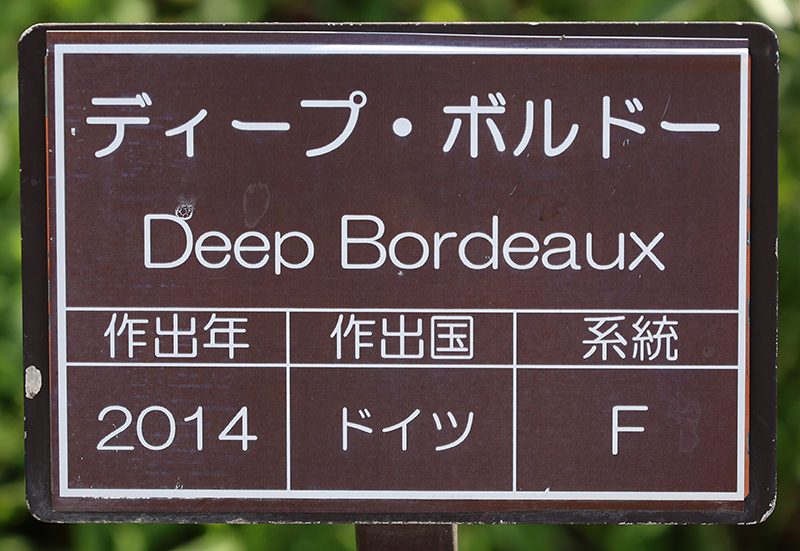 ディープ・ボルドー
Deep Bordeaux
作出年 作出国 系統
2014 ドイツ F